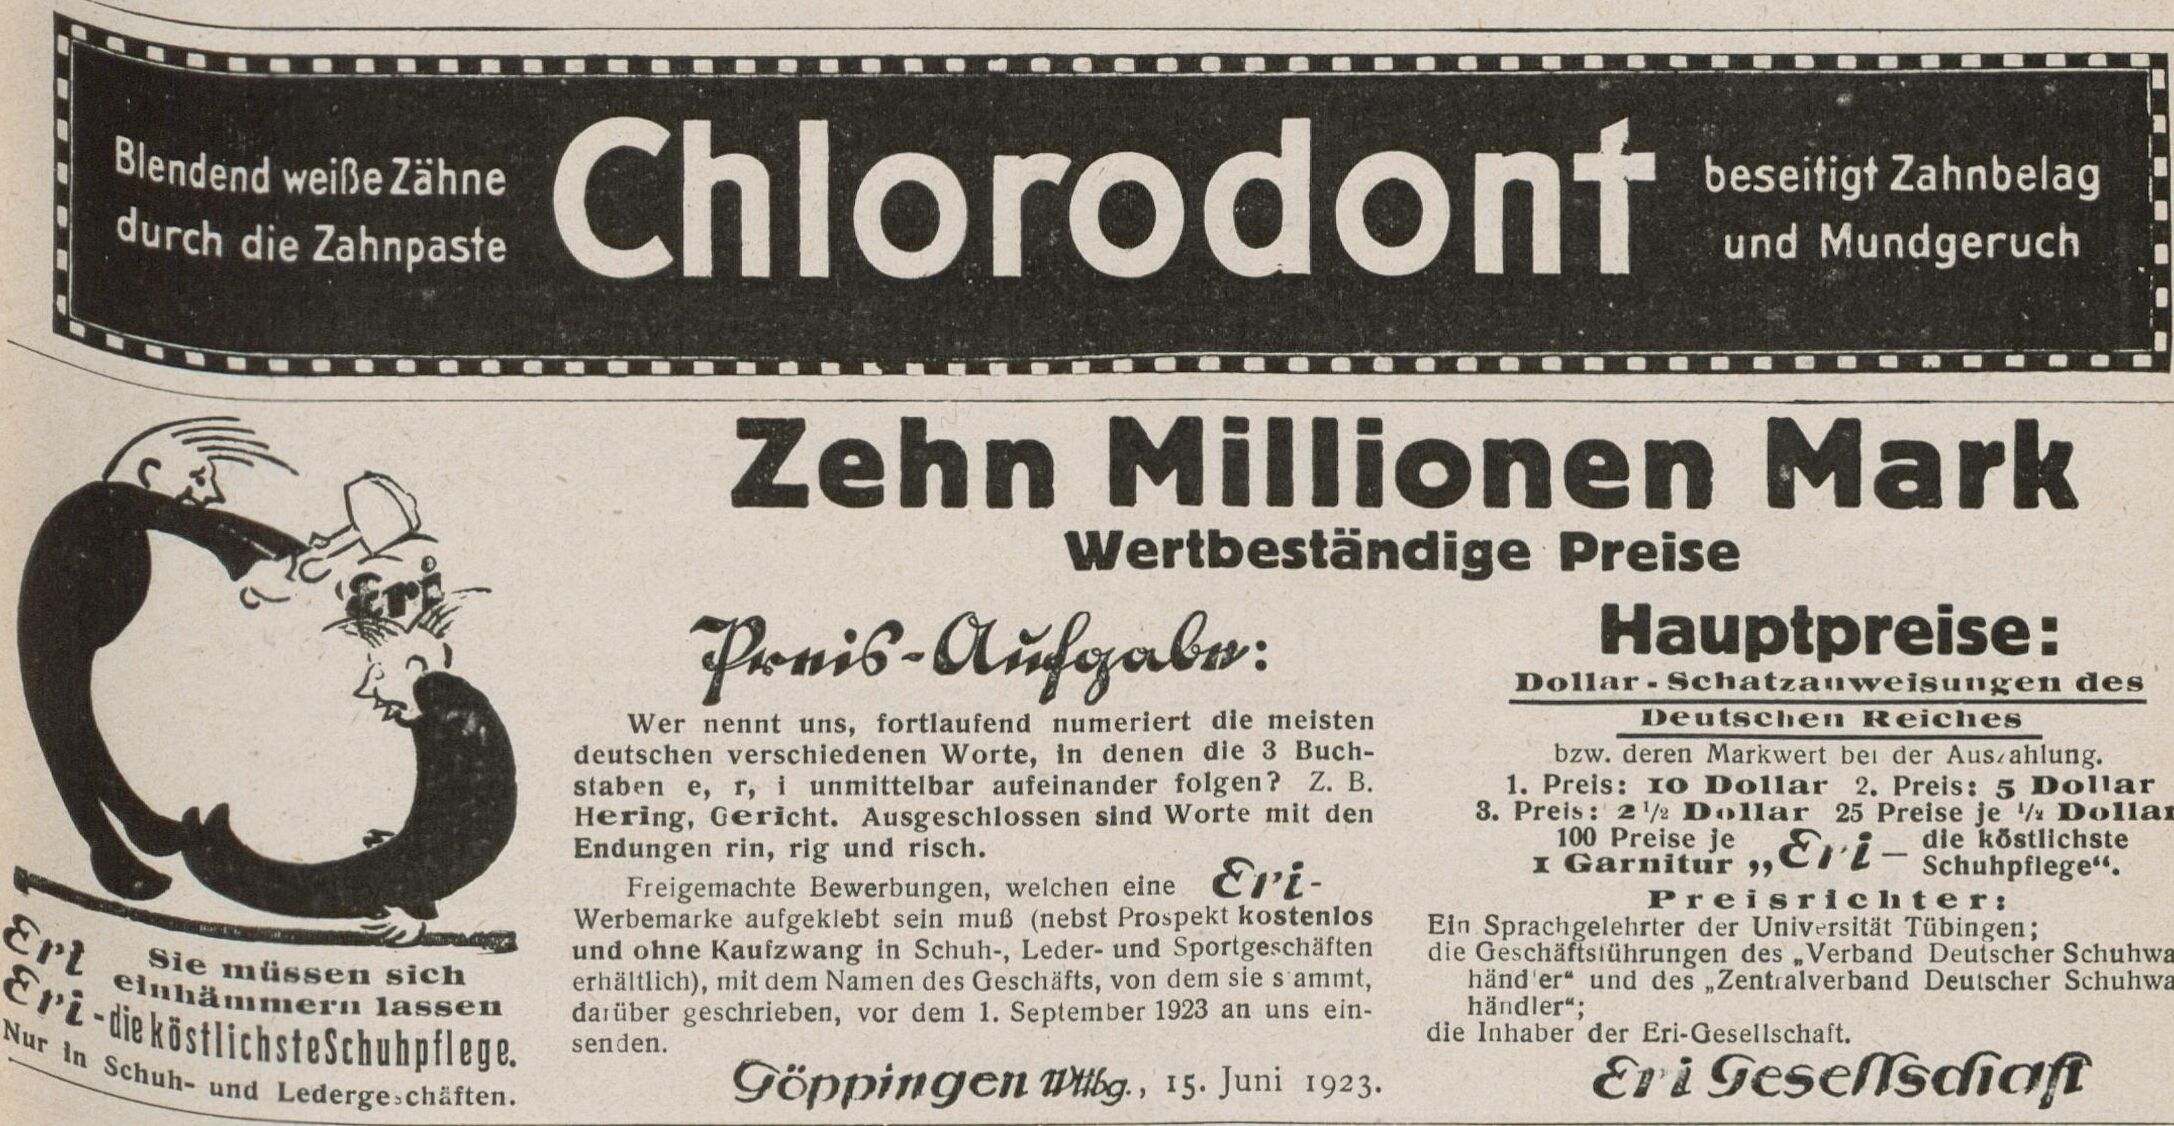 Blendend weiße Zähne
durch die Zahnpaste
Chlorodont
beseitigt Zahnbelag
und Mundgeruch
Eri
Eri Sie müssen sich
einhämmern lassen
Eri - die köstlichste Schuhpflege.
Nur in Schuh- und Ledergeschäften.
Zehn Millionen Mark
Wertbeständige Preise
Preis-Aufgabe:
Wer nennt uns, fortlaufend numeriert die meisten
deutschen verschiedenen Worte, in denen die 3 Buch-
staben e, r, i unmittelbar aufeinander folgen? Z. B.
Hering, Gericht. Ausgeschlossen sind Worte mit den
Endungen rin, rig und risch.
Freigemachte Bewerbungen, welchen eine Eri-
Werbemarke aufgeklebt sein muß (nebst Prospekt kostenlos
und ohne Kaufzwang in Schuh-, Leder- und Sportgeschäften
erhältlich), mit dem Namen des Geschäfts, von dem sie stammt,
darüber geschrieben, vor dem 1. September 1923 an uns ein-
senden.
Göppingen Wttbg., 15. Juni 1923.
Hauptpreise:
Dollar-Schatzanweisungen des
Deutschen Reiches
bzw. deren Markwert bei der Auszahlung.
1. Preis: 10 Dollar 2. Preis: 5 Dollar
3. Preis: 2 1/2 Dollar 25 Preise je 1/2 Dollar
100 Preise je
1 Garnitur „Eri — die köstlichste
Schuhpflege“.
Preisrichter:
Ein Sprachgelehrter der Universität Tübingen;
die Geschäftsführungen des „Verband Deutscher Schuhwa
händler“ und des „Zentralverband Deutscher Schuhwa
händler“;
die Inhaber der Eri-Gesellschaft.
Eri Gesellschaft